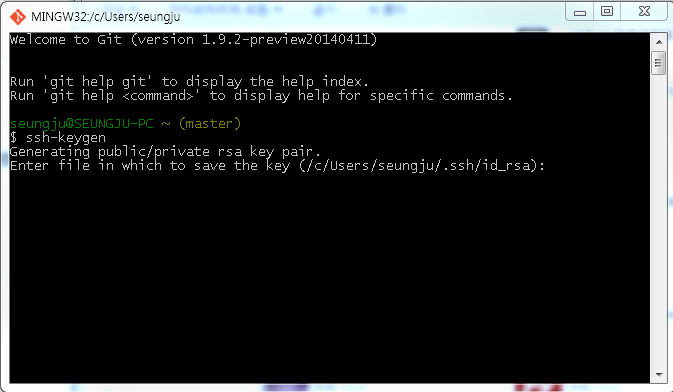 MINGW32:/c/Users/seungju
Welcome to Git (version 1.9.2-preview20140411)
Run 'git help git' to display the help index.
Run 'git help <command>' to display help for specific commands.
seungju@SEUNGJU-PC ~ (master)
$ ssh-keygen
Generating public/private rsa key pair.
Enter file in which to save the key (/c/Users/seungju/.ssh/id_rsa):